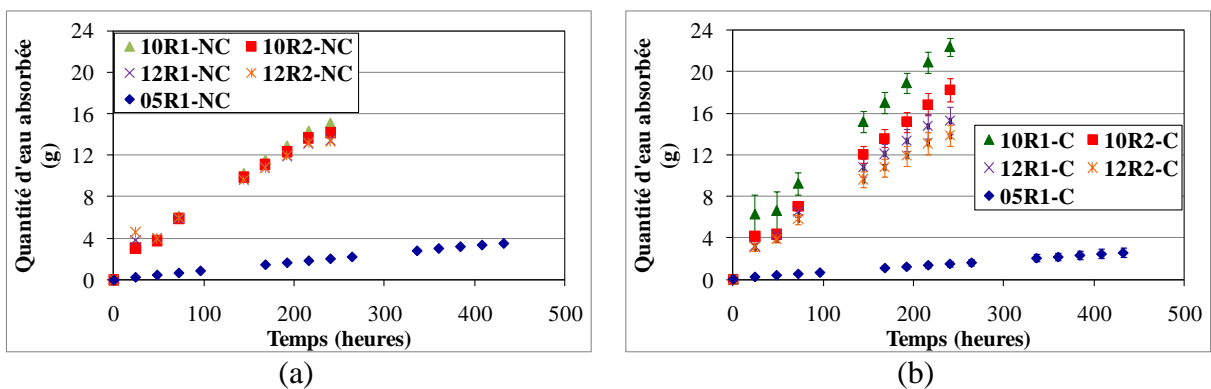 Quantité d'eau absorbée
(g)
24
20
16
12
8
4
0
10R1-NC 10R2-NC
12R1-NC 12R2-NC
05R1-NC
0 100 200 300 400 500
Temps (heures)
(a)
Quantité d'eau absorbée
(g)
24
20
16
12
8
4
0
10R1-C 10R2-C
12R1-C 12R2-C
05R1-C
0 100 200 300 400 500
Temps (heures)
(b)